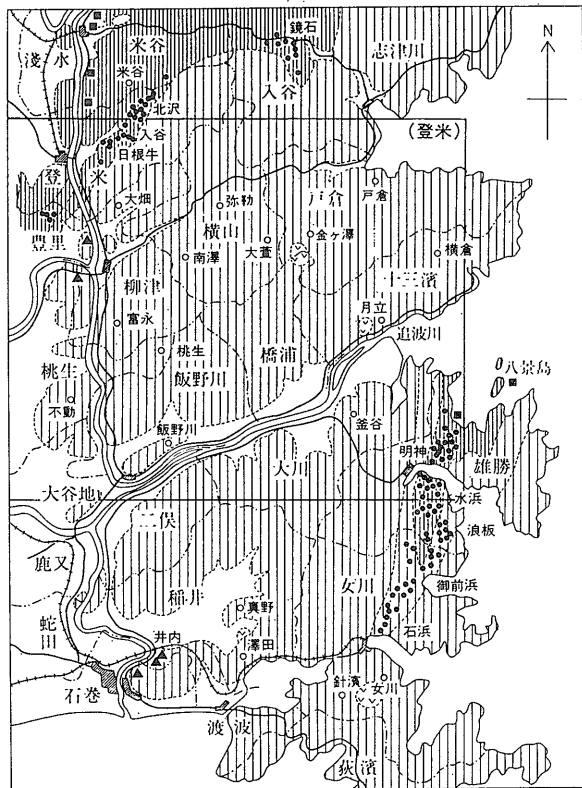 N
鏡石
米谷
志津川
淺水
米谷
北沢
入谷
入谷
(登米)
日根牛
登米
大畑
弥勒
戸倉
戸倉
豊里
横山
大萱
金ヶ澤
横倉
南澤
十三濱
柳津
月立
追波川
富永
橋浦
桃生
飯野川
八景島
桃生
不動
釜谷
飯野川
明神
雄勝
大川
大谷地
水浜
二俣
浪板
鹿又
女川
御前浜
稲井
真野
蛇田
井内
澤田
石浜
石巻
針濱
女川
渡波
荻濱